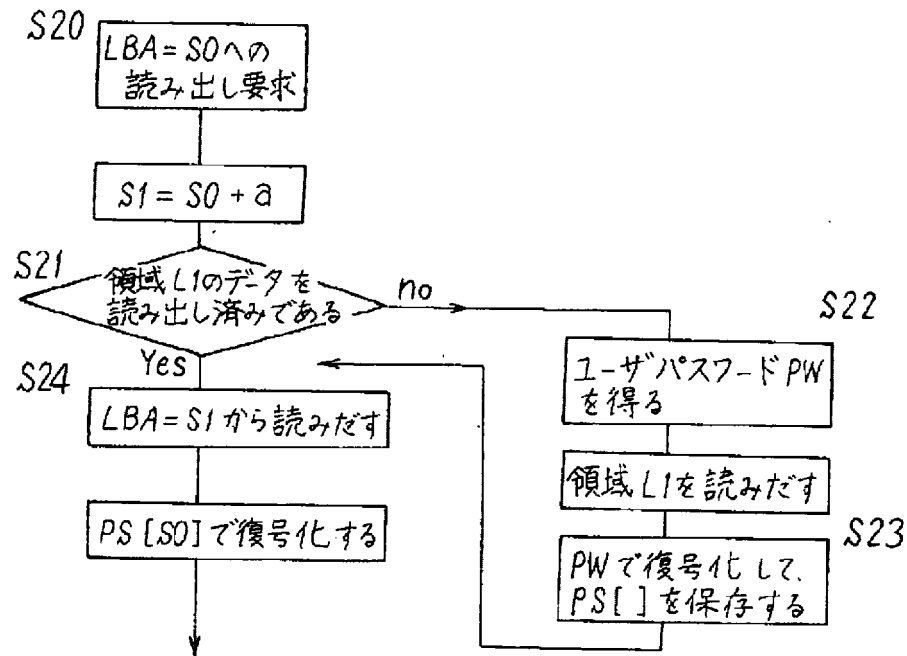 S20
LBA=S0への
読み出し要求
S1=S0+a
S21
領域L1のデータを
読み出し済みである
no
Yes
S22
ユーザパスワードPW
を得る
領域L1を読みだす
S23
PWで復号化して、
PS[ ]を保存する
S24
LBA=S1から読みだす
PS[S0]で復号化する